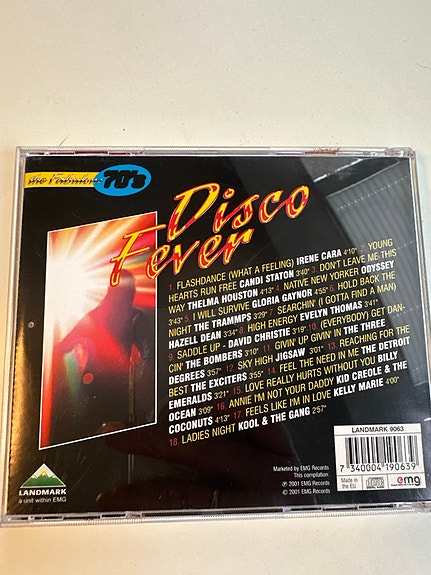 the Fabulous 70's
Disco
Fever
1. FLASHDANCE (WHAT A FEELING) IRENE CARA 4'10" 2. YOUNG
HEARTS RUN FREE CANDI STATON 3'40" 3. DON'T LEAVE ME THIS
WAY THELMA HOUSTON 4'13" 4. NATIVE NEW YORKER ODYSSEY
3'43" 5. I WILL SURVIVE GLORIA GAYNOR 4'55" 6. HOLD BACK THE
NIGHT THE TRAMMPS 3'29" 7. SEARCHIN' (I GOTTA FIND A MAN)
HAZELL DEAN 3'34" 8. HIGH ENERGY EVELYN THOMAS 3'41"
9. SADDLE UP - DAVID CHRISTIE 3'19" 10. (EVERYBODY) GET DAN-
CIN' THE BOMBERS 3'10" 11. GIVIN' UP GIVIN' IN THE THREE
DEGREES 3'57" 12. SKY HIGH JIGSAW 3'01" 13. REACHING FOR THE
BEST THE EXCITERS 3'55" 14. FEEL THE NEED IN ME THE DETROIT
EMERALDS 3'21" 15. LOVE REALLY HURTS WITHOUT YOU BILLY
OCEAN 3'09" 16. ANNIE I'M NOT YOUR DADDY KID CREOLE & THE
COCONUTS 4'13" 17. FEELS LIKE I'M IN LOVE KELLY MARIE 4'00"
18. LADIES NIGHT KOOL & THE GANG 2'57"
LANDMARK 9063
7 340004 190639
LANDMARK
a unit within EMG
Marketed by EMG Records
This compilation:
℗ 2001 EMG Records
© 2001 EMG Records
Made in
the EU
disc
emg